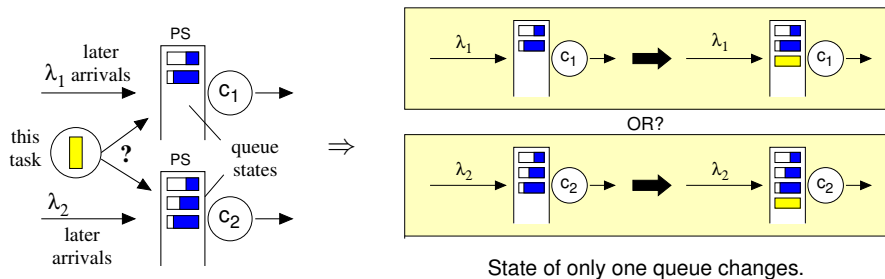 PS
later
arrivals
λ1
c1
this
task
?
PS
queue
states
λ2
c2
later
arrivals
⇒
λ1
c1
λ1
c1
OR?
λ2
c2
λ2
c2
State of only one queue changes.